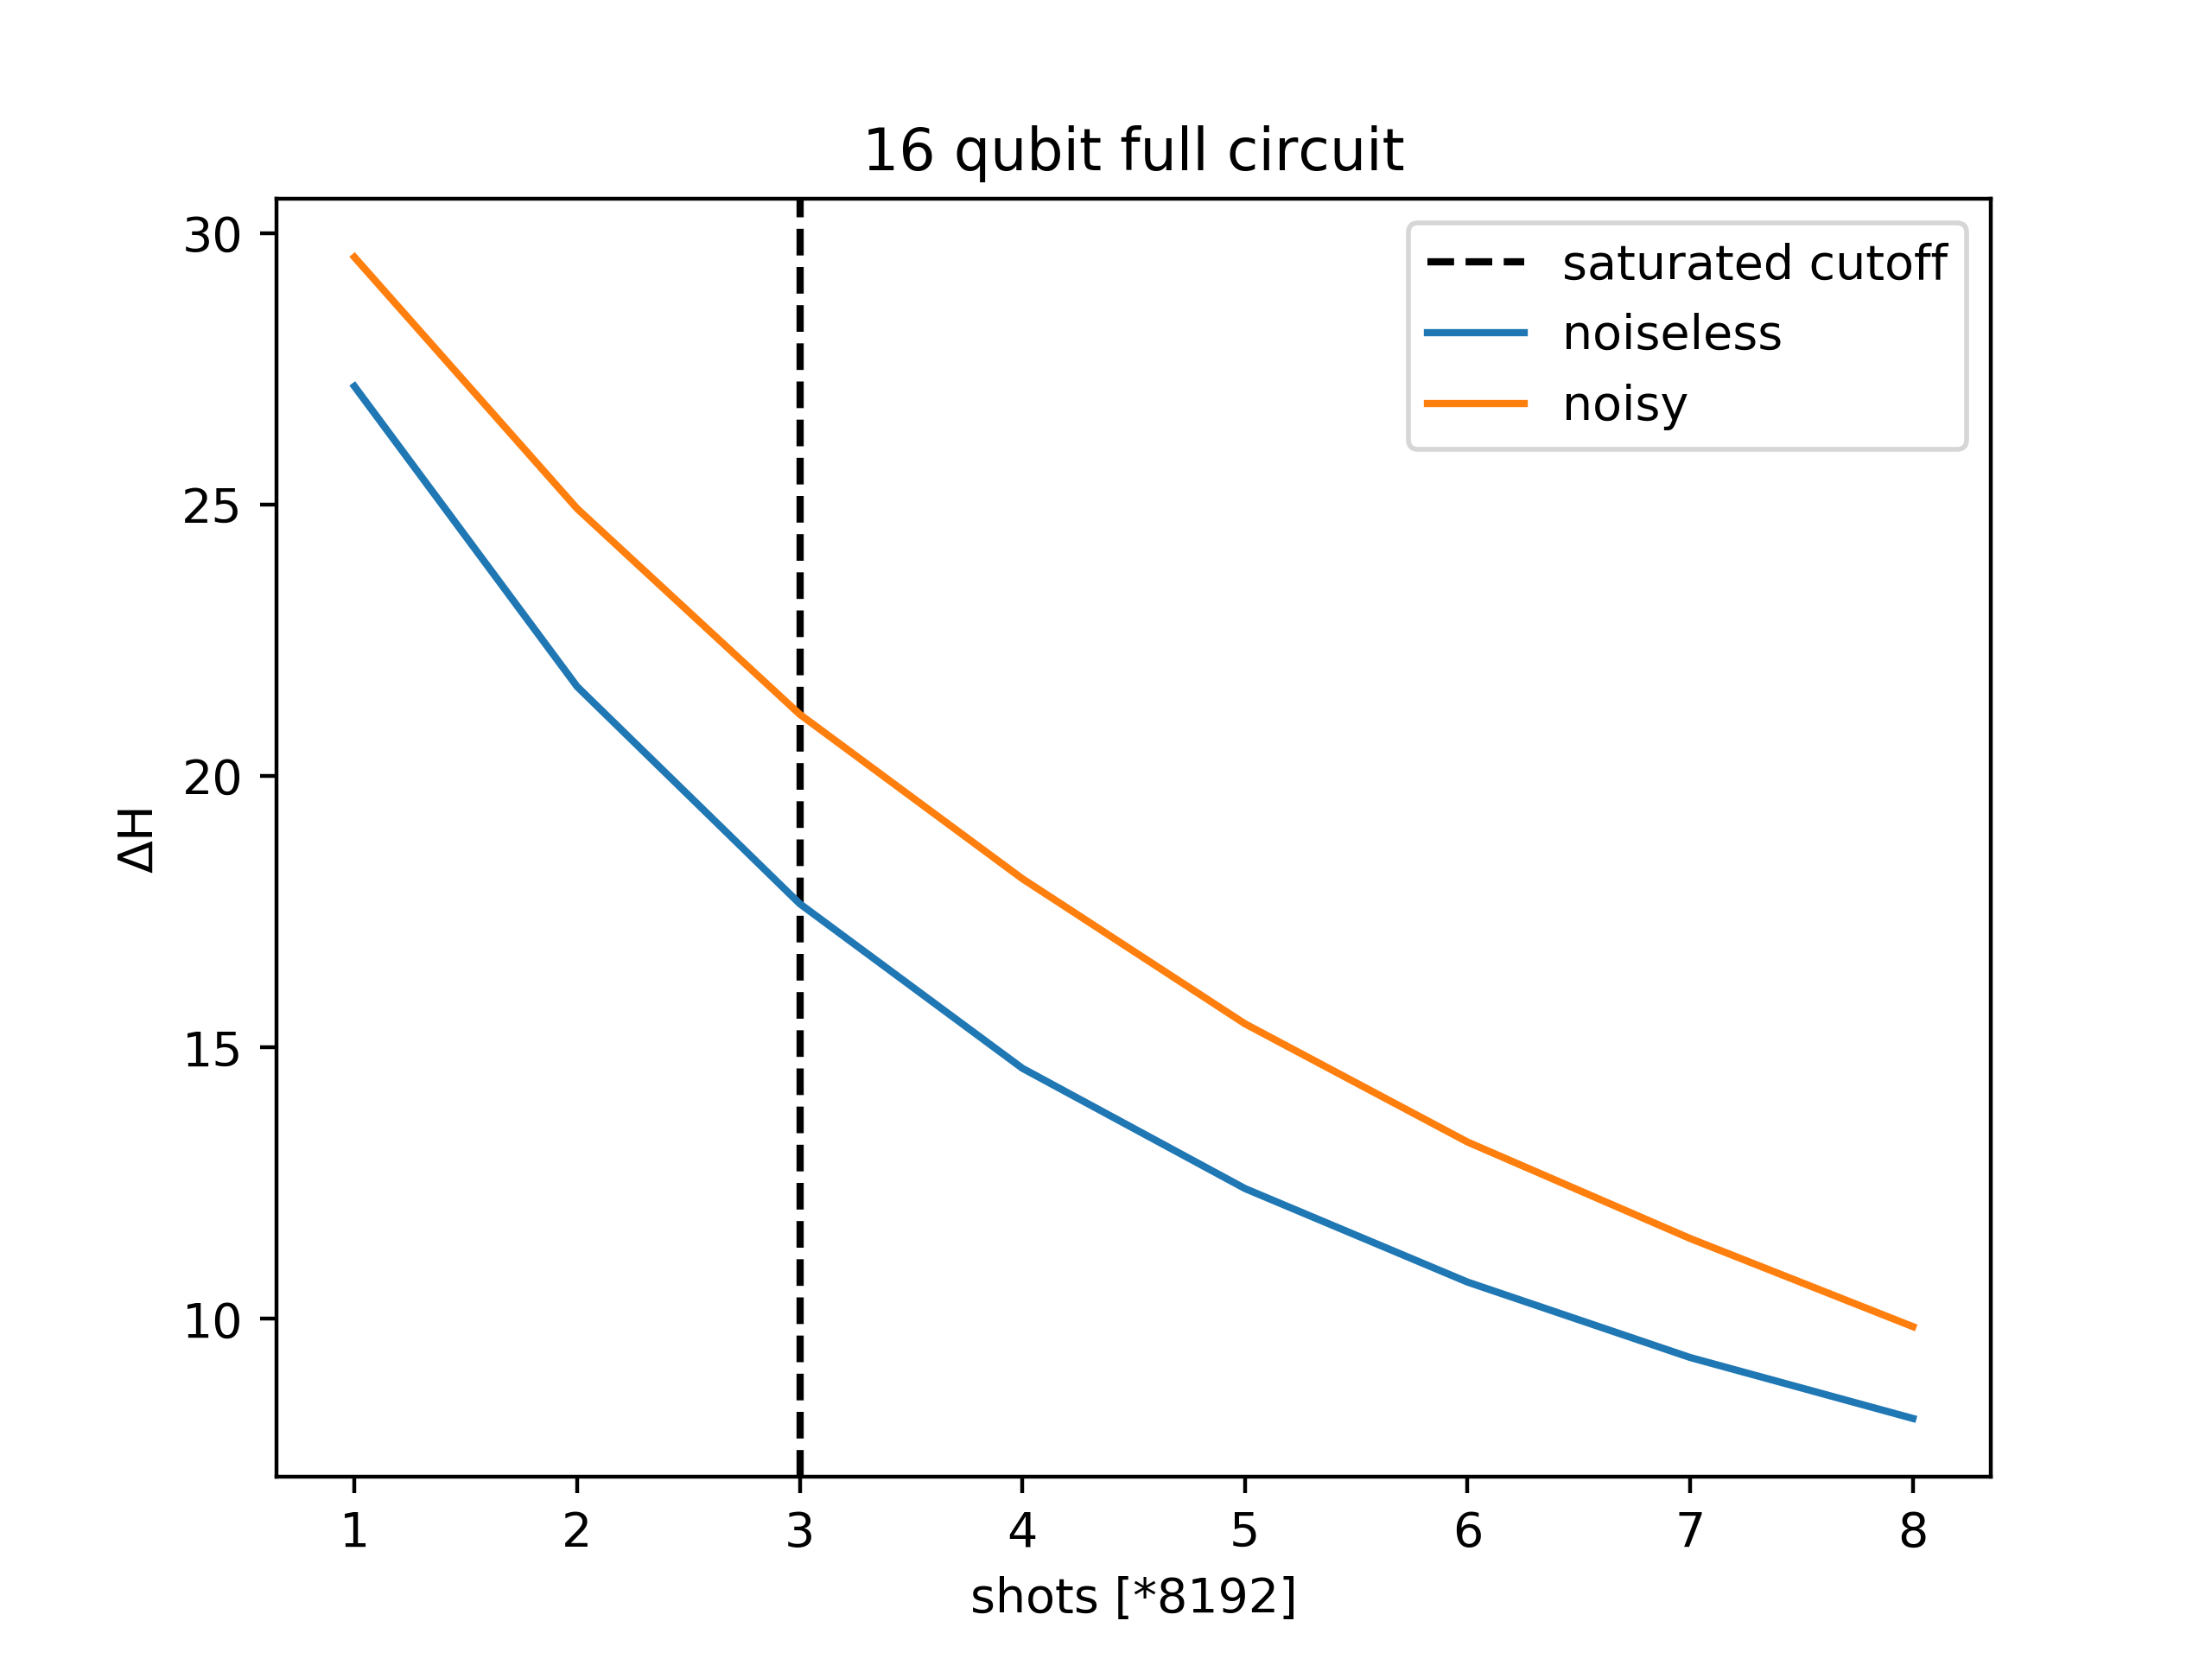 16 qubit full circuit
saturated cutoff
noiseless
noisy
30
25
20
15
10
ΔH
1 2 3 4 5 6 7 8
shots [*8192]